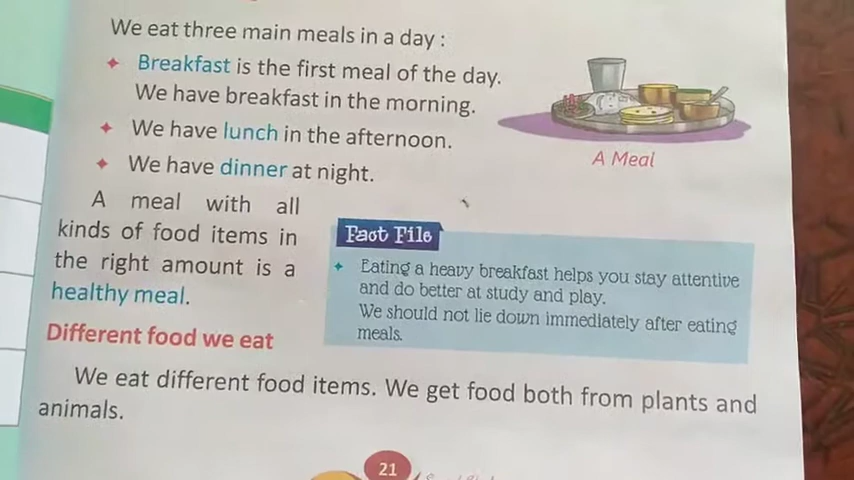 We eat three main meals in a day :
✦ Breakfast is the first meal of the day.
We have breakfast in the morning.
✦ We have lunch in the afternoon.
✦ We have dinner at night.
A Meal
A meal with all
kinds of food items in
the right amount is a
healthy meal.
Fact File
✦ Eating a heavy breakfast helps you stay attentive
and do better at study and play.
We should not lie down immediately after eating
meals.
Different food we eat
We eat different food items. We get food both from plants and
animals.
21